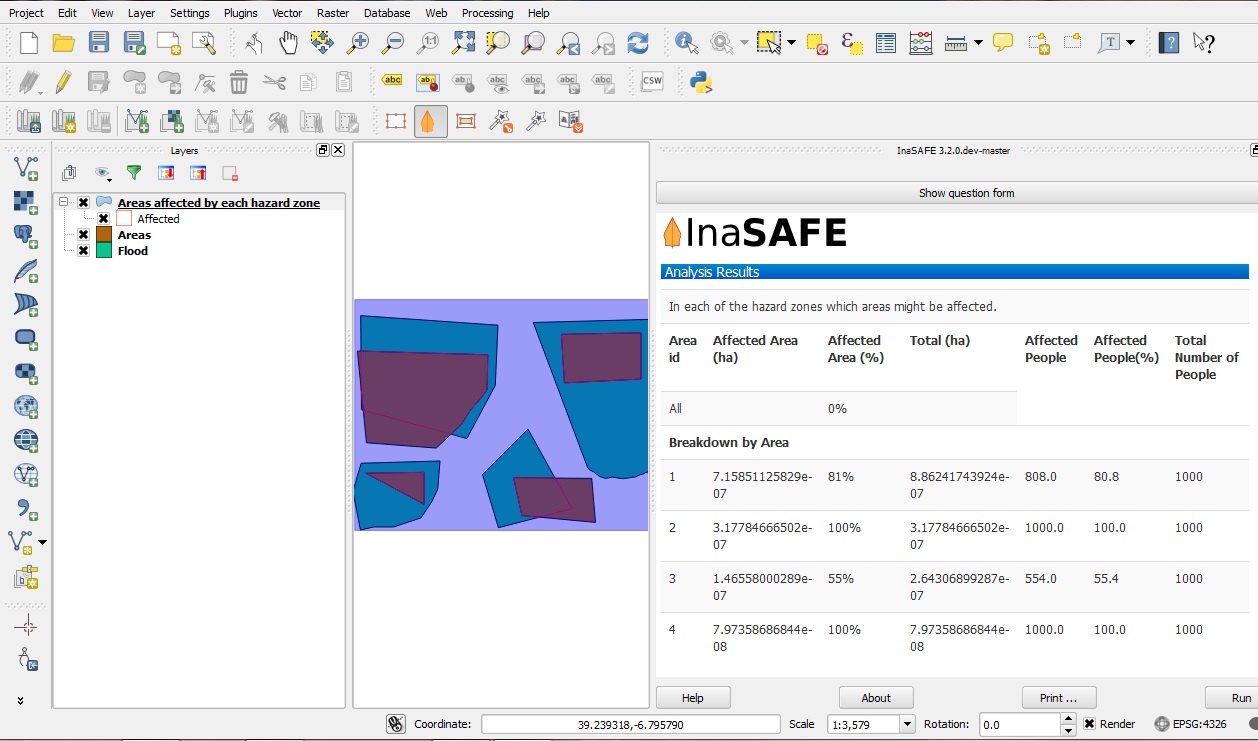 Project Edit View Layer Settings Plugins Vector Raster Database Web Processing Help
1:1
ε
T
?
?
abc
ab
ab
abc
abc
abc
abc
CSW
Layers
InaSAFE 3.2.0.dev-master
Areas affected by each hazard zone
Affected
Areas
Flood
Show question form
InaSAFE
Analysis Results
In each of the hazard zones which areas might be affected.
Area id Affected Area (ha) Affected Area (%) Total (ha) Affected People Affected People(%) Total Number of People
All 0%
Breakdown by Area
1 7.15851125829e-07 81% 8.86241743924e-07 808.0 80.8 1000
2 3.17784666502e-07 100% 3.17784666502e-07 1000.0 100.0 1000
3 1.46558000289e-07 55% 2.64306899287e-07 554.0 55.4 1000
4 7.97358686844e-08 100% 7.97358686844e-08 1000.0 100.0 1000
Help About Print ... Run
Coordinate: 39.239318,-6.795790 Scale 1:3,579 Rotation: 0.0 Render EPSG:4326